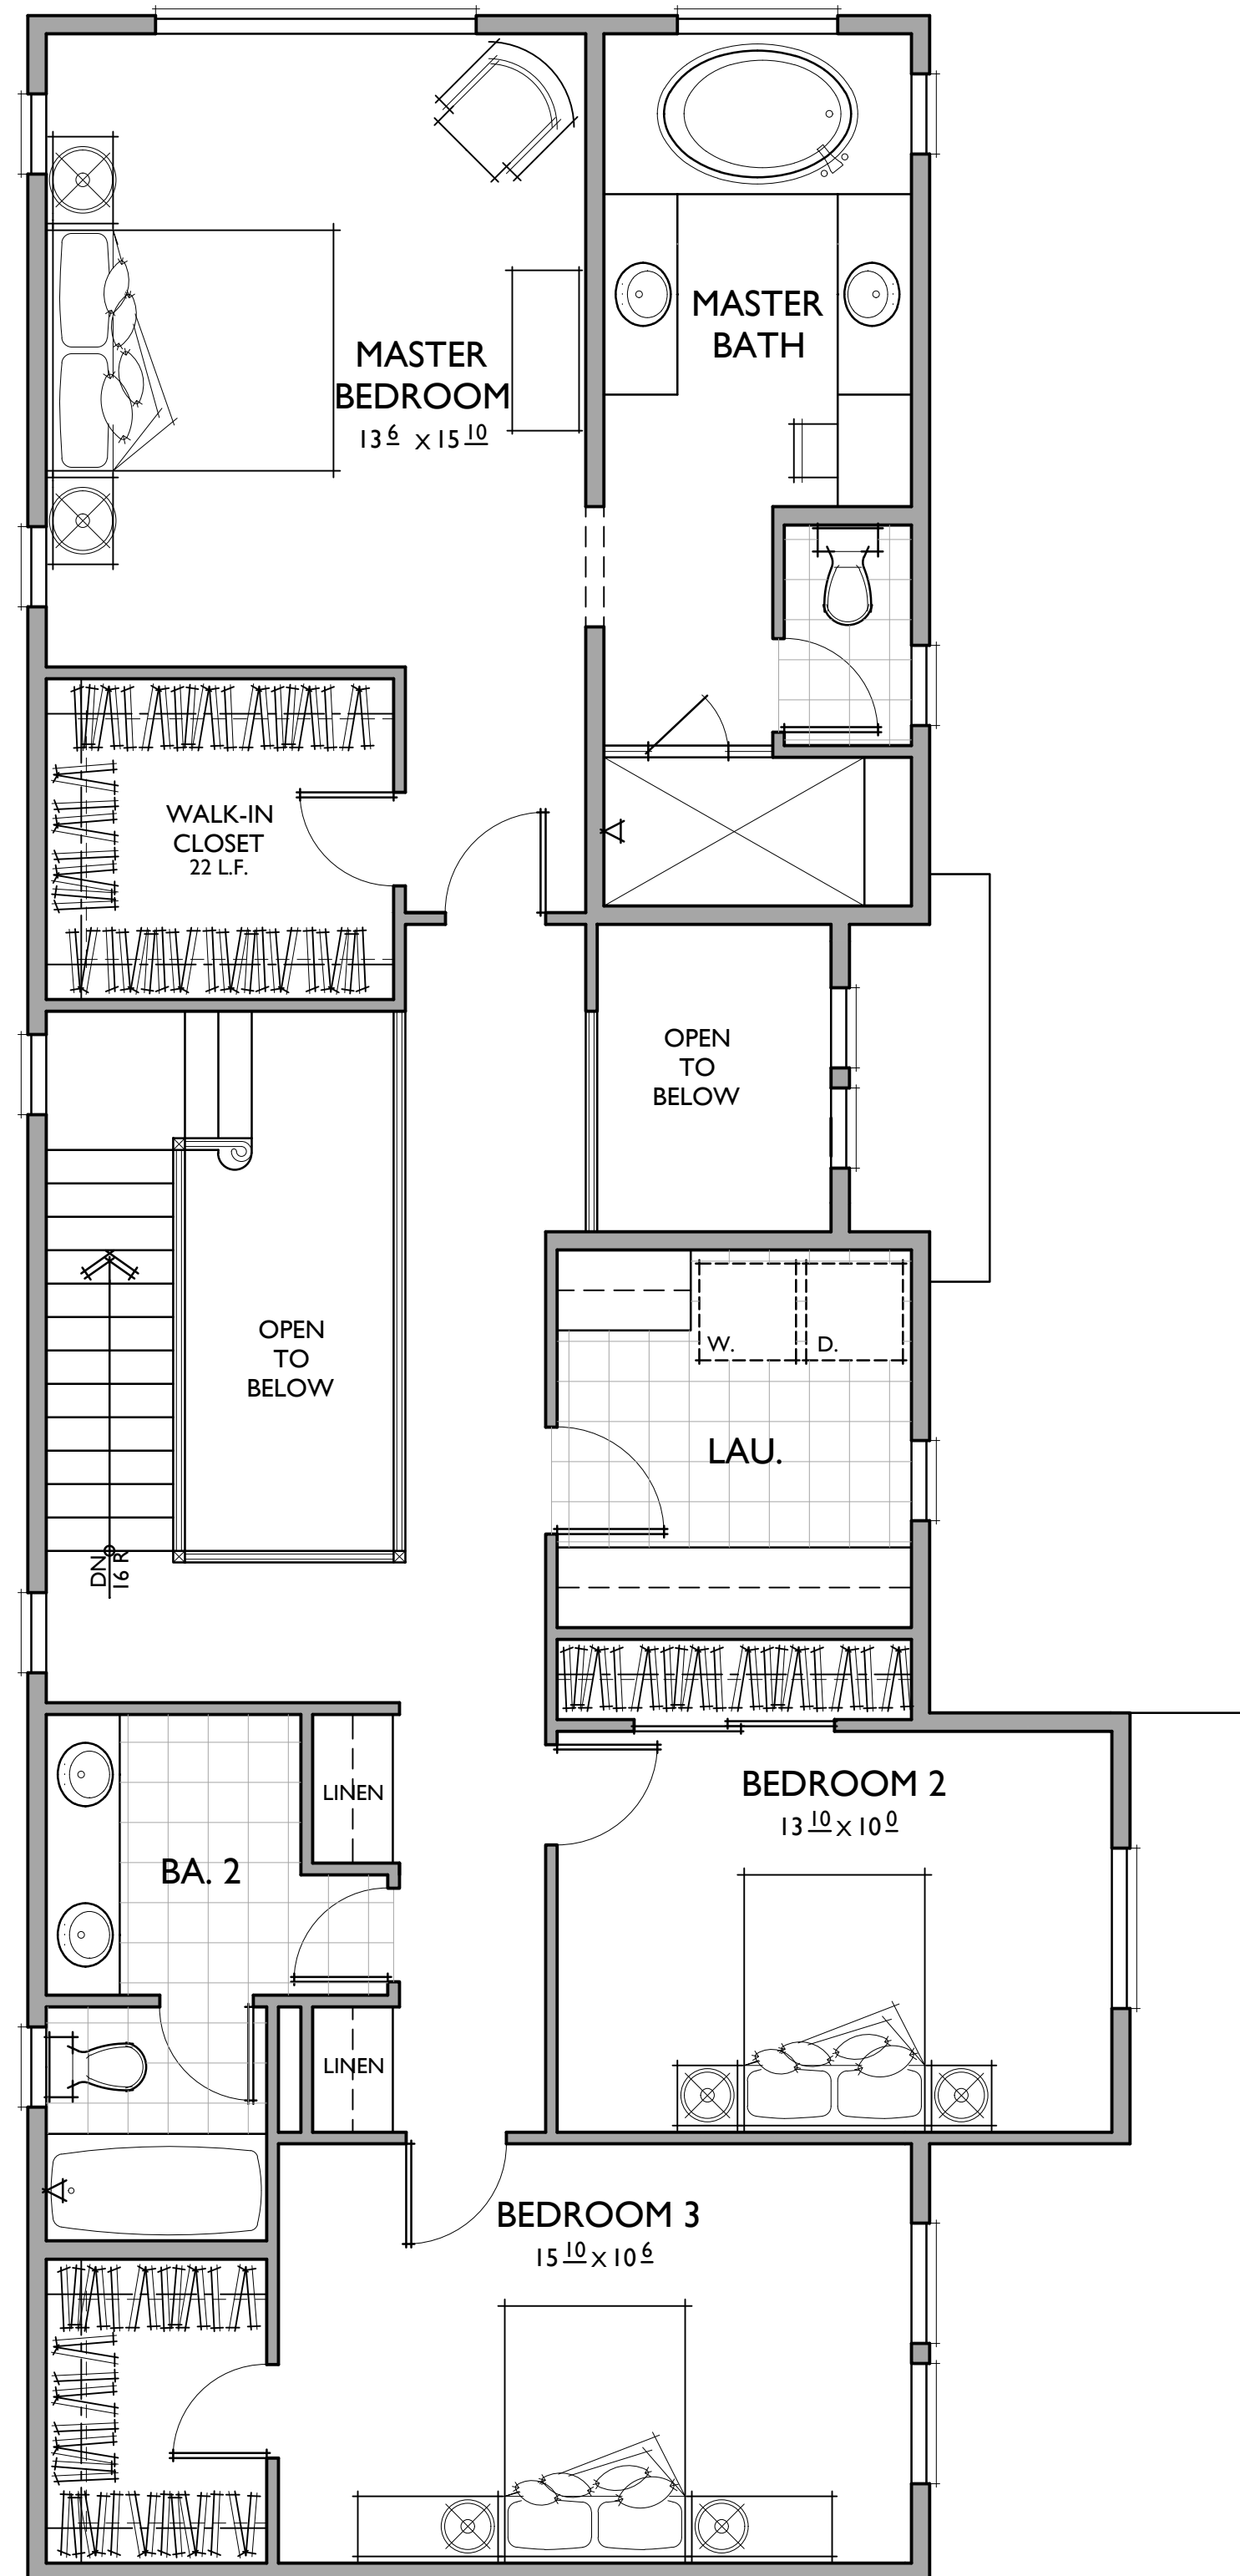 MASTER
BEDROOM
13 6 x 15 10
MASTER
BATH
WALK-IN
CLOSET
22 L.F.
OPEN
TO
BELOW
OPEN
TO
BELOW
W. D.
LAU.
DN
16 R
LINEN
BA. 2
BEDROOM 2
13 10 x 10 0
LINEN
BEDROOM 3
15 10 x 10 6